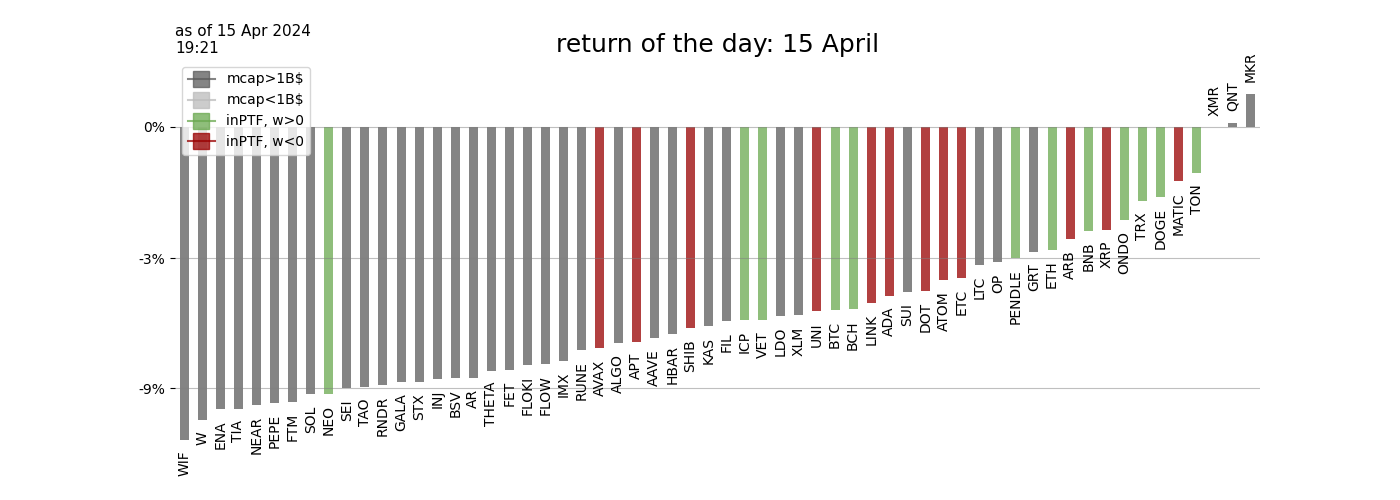 as of 15 Apr 2024
19:21
return of the day: 15 April
mcap>1B$
mcap<1B$
inPTF, w>0
inPTF, w<0
0%
-3%
-9%
WIF
W
ENA
TIA
NEAR
PEPE
FTM
SOL
NEO
SEI
TAO
RNDR
GALA
STX
INJ
BSV
AR
THETA
FET
FLOKI
FLOW
IMX
RUNE
AVAX
ALGO
APT
AAVE
HBAR
SHIB
KAS
FIL
ICP
VET
LDO
XLM
UNI
BTC
BCH
LINK
ADA
SUI
DOT
ATOM
ETC
LTC
OP
PENDLE
GRT
ETH
ARB
BNB
XRP
ONDO
TRX
DOGE
MATIC
TON
XMR
QNT
MKR